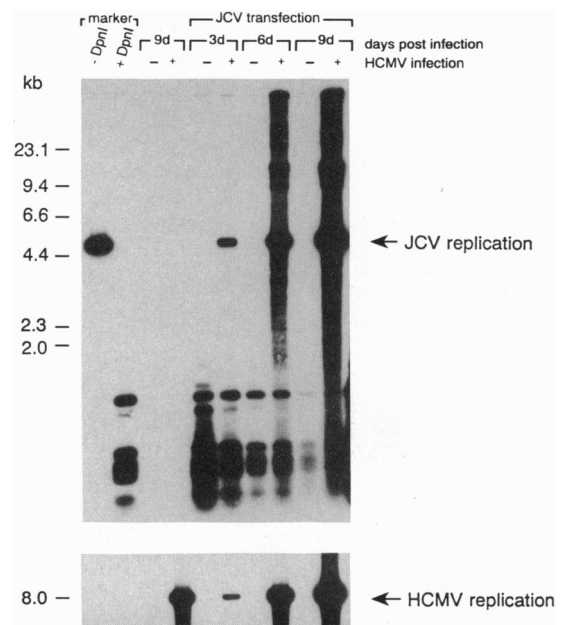 marker JCV transfection
- DpnI + DpnI 9d 3d 6d 9d days post infection
– + – + – + – + HCMV infection
kb
23.1 –
9.4 –
6.6 –
4.4 –
← JCV replication
2.3 –
2.0 –
8.0 – ← HCMV replication